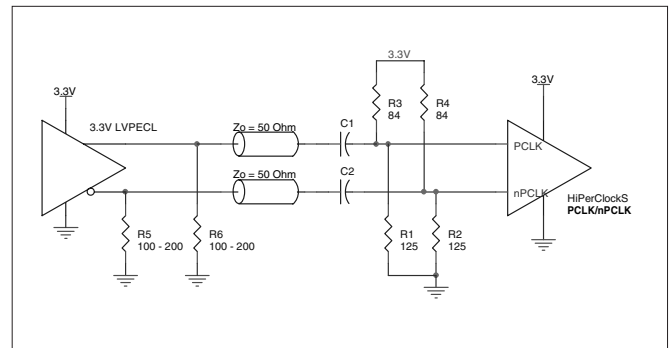 3.3V
3.3V
3.3V
R3
84
R4
84
3.3V LVPECL
Zo = 50 Ohm
C1
PCLK
Zo = 50 Ohm
C2
nPCLK
HiPerClockS
PCLK/nPCLK
R5
100 - 200
R6
100 - 200
R1
125
R2
125